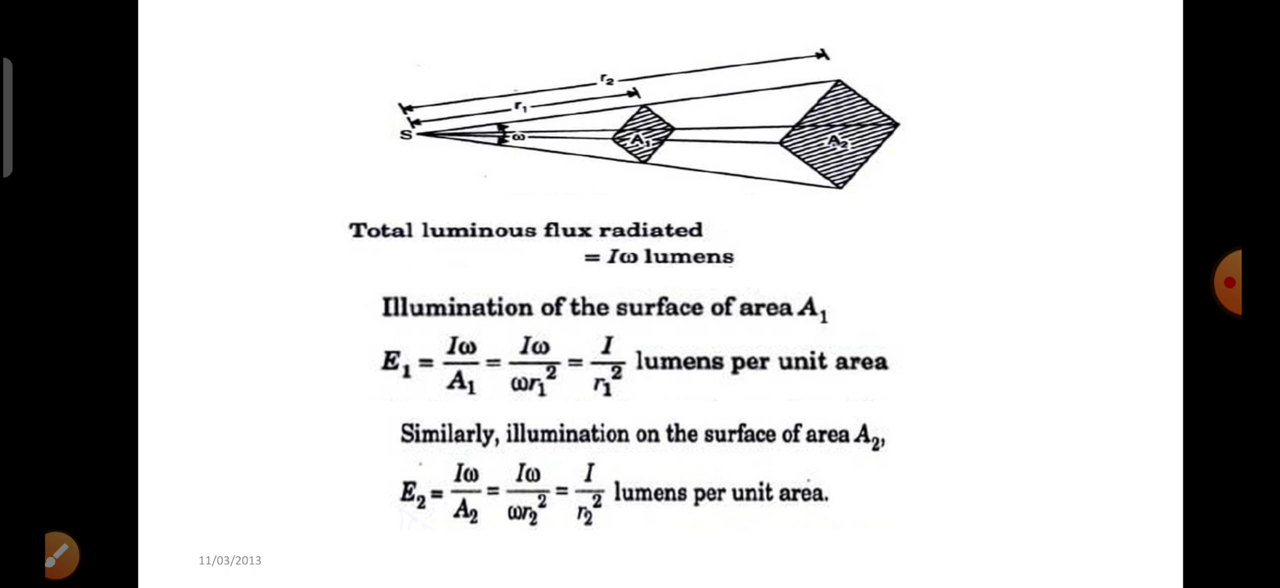 r₂
r₁
S
ω
A₁
A₂
Total luminous flux radiated
= Iω lumens
Illumination of the surface of area A₁
E₁ = Iω/A₁ = Iω/ωr₁² = I/r₁² lumens per unit area
Similarly, illumination on the surface of area A₂,
E₂ = Iω/A₂ = Iω/ωr₂² = I/r₂² lumens per unit area.
11/03/2013